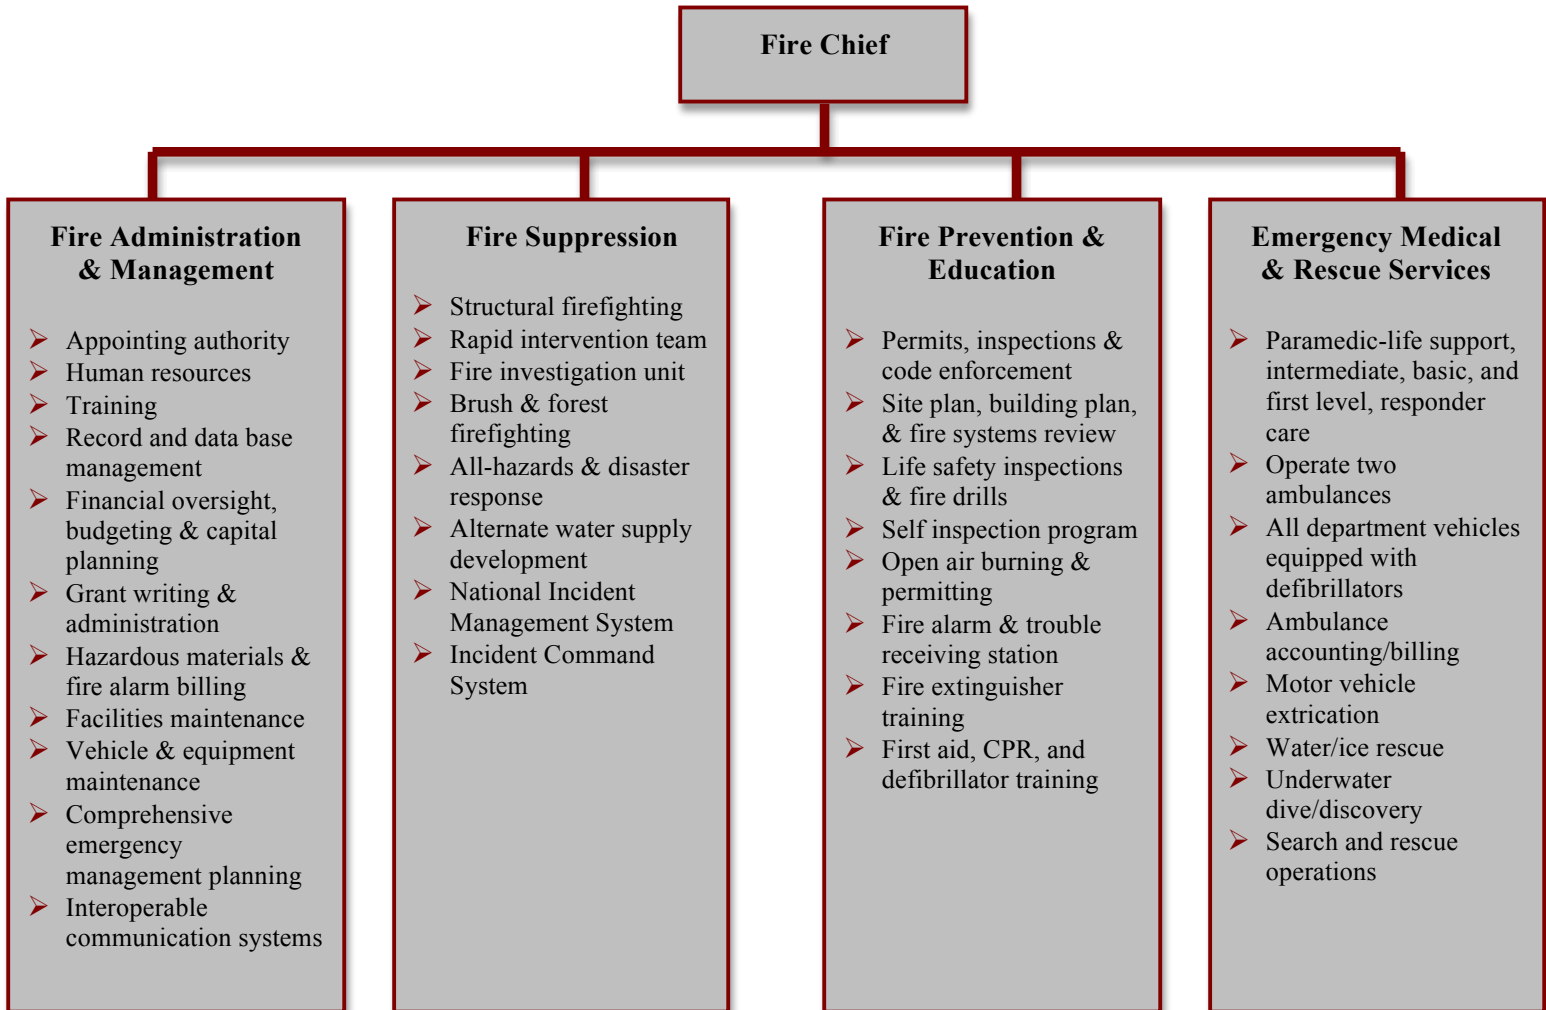 Fire Chief
Fire Administration
& Management
➢ Appointing authority
➢ Human resources
➢ Training
➢ Record and data base
management
➢ Financial oversight,
budgeting & capital
planning
➢ Grant writing &
administration
➢ Hazardous materials &
fire alarm billing
➢ Facilities maintenance
➢ Vehicle & equipment
maintenance
➢ Comprehensive
emergency
management planning
➢ Interoperable
communication systems
Fire Suppression
➢ Structural firefighting
➢ Rapid intervention team
➢ Fire investigation unit
➢ Brush & forest
firefighting
➢ All-hazards & disaster
response
➢ Alternate water supply
development
➢ National Incident
Management System
➢ Incident Command
System
Fire Prevention &
Education
➢ Permits, inspections &
code enforcement
➢ Site plan, building plan,
& fire systems review
➢ Life safety inspections
& fire drills
➢ Self inspection program
➢ Open air burning &
permitting
➢ Fire alarm & trouble
receiving station
➢ Fire extinguisher
training
➢ First aid, CPR, and
defibrillator training
Emergency Medical
& Rescue Services
➢ Paramedic-life support,
intermediate, basic, and
first level, responder
care
➢ Operate two
ambulances
➢ All department vehicles
equipped with
defibrillators
➢ Ambulance
accounting/billing
➢ Motor vehicle
extrication
➢ Water/ice rescue
➢ Underwater
dive/discovery
➢ Search and rescue
operations